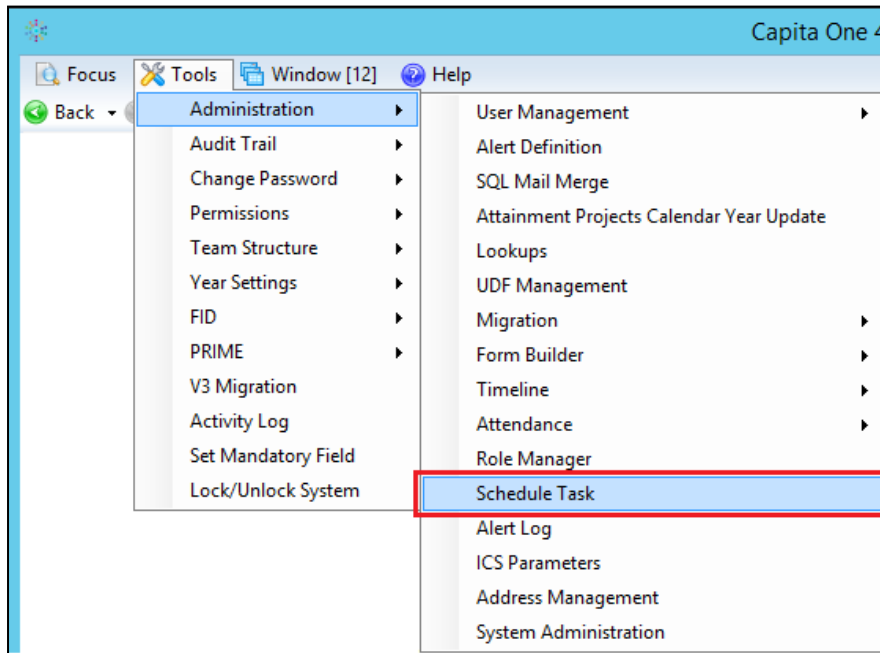 Capita One 4
Focus Tools Window [12] Help
Back
Administration
Audit Trail
Change Password
Permissions
Team Structure
Year Settings
FID
PRIME
V3 Migration
Activity Log
Set Mandatory Field
Lock/Unlock System
User Management
Alert Definition
SQL Mail Merge
Attainment Projects Calendar Year Update
Lookups
UDF Management
Migration
Form Builder
Timeline
Attendance
Role Manager
Schedule Task
Alert Log
ICS Parameters
Address Management
System Administration